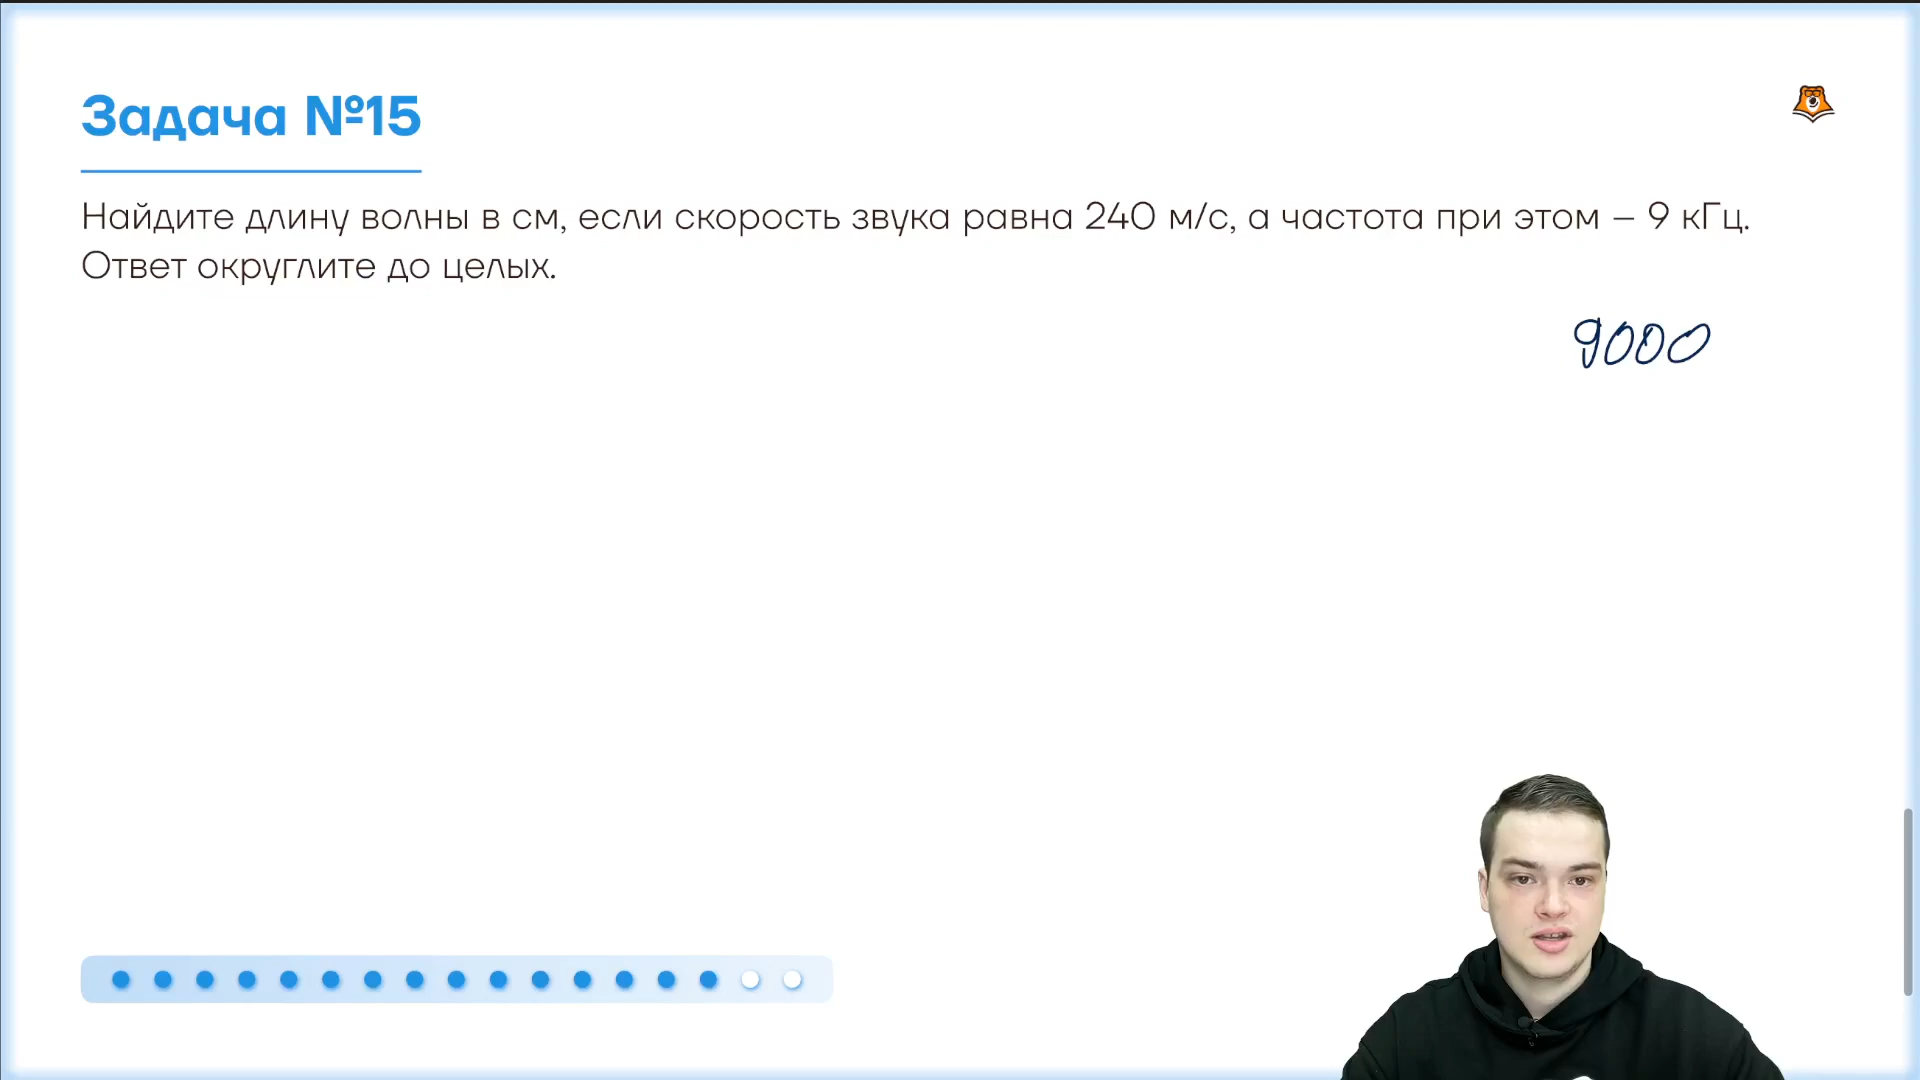 Задача №15
Найдите длину волны в см, если скорость звука равна 240 м/с, а частота при этом – 9 кГц.
Ответ округлите до целых.
9000